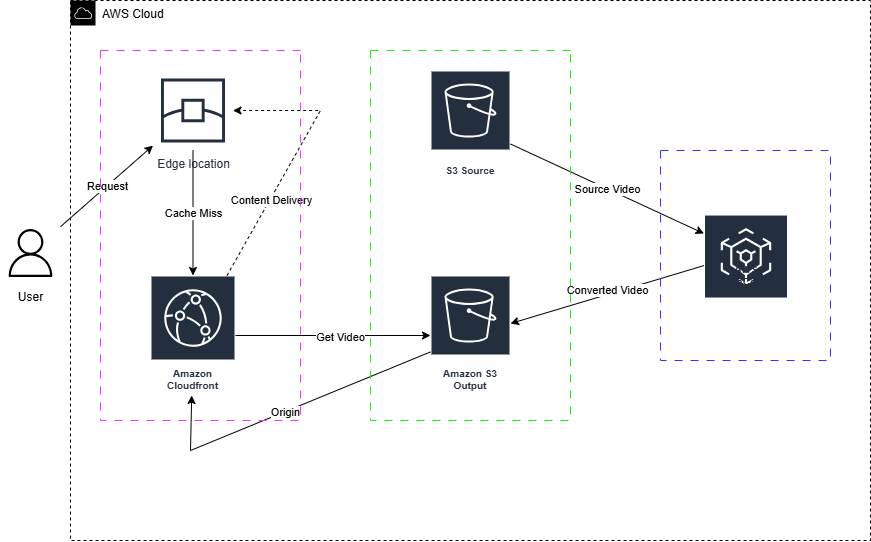 AWS Cloud
Edge location
S3 Source
Request
Source Video
Content Delivery
Cache Miss
User
Converted Video
Get Video
Amazon
Cloudfront
Amazon S3
Output
Origin